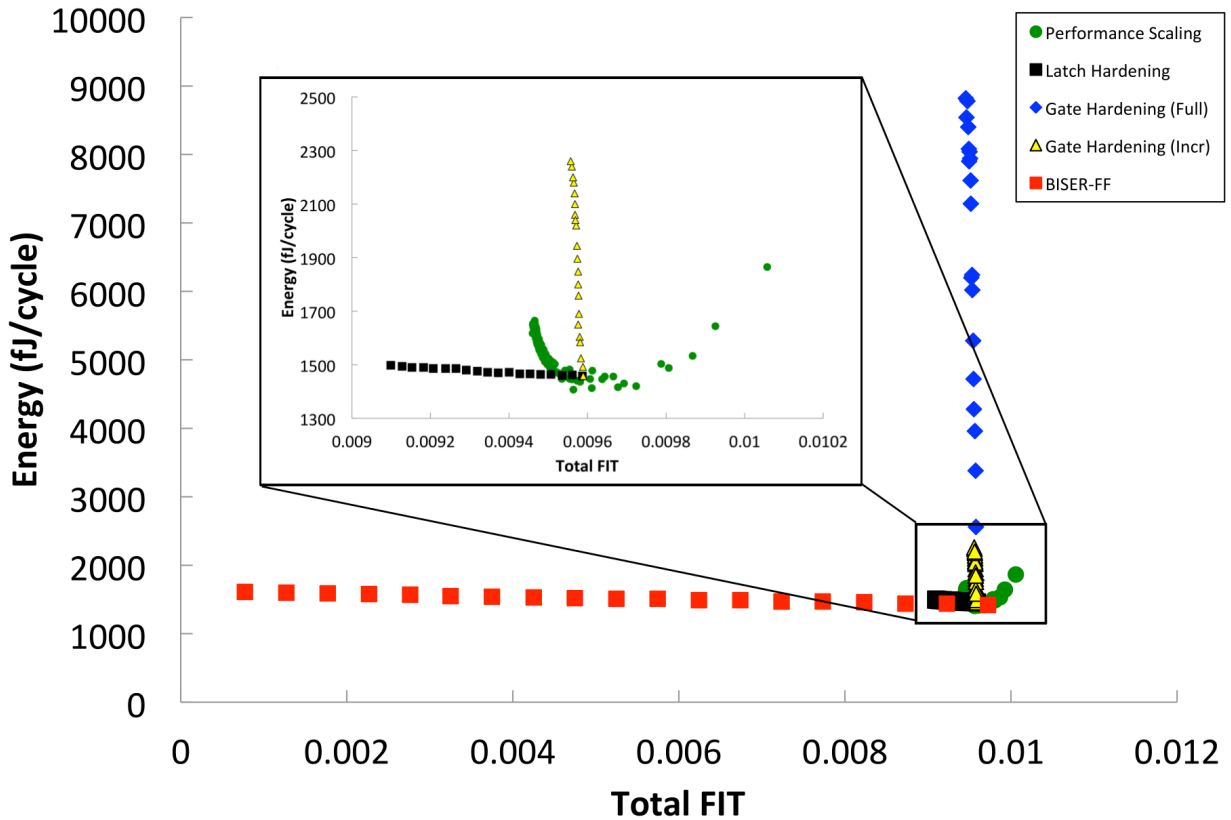 10000
9000
8000
7000
6000
5000
4000
3000
2000
1000
0
Energy (fJ/cycle)
0 0.002 0.004 0.006 0.008 0.01 0.012
Total FIT
2500
2300
2100
1900
1700
1500
1300
Energy (fJ/cycle)
0.009 0.0092 0.0094 0.0096 0.0098 0.01 0.0102
Total FIT
Performance Scaling
Latch Hardening
Gate Hardening (Full)
Gate Hardening (Incr)
BISER-FF